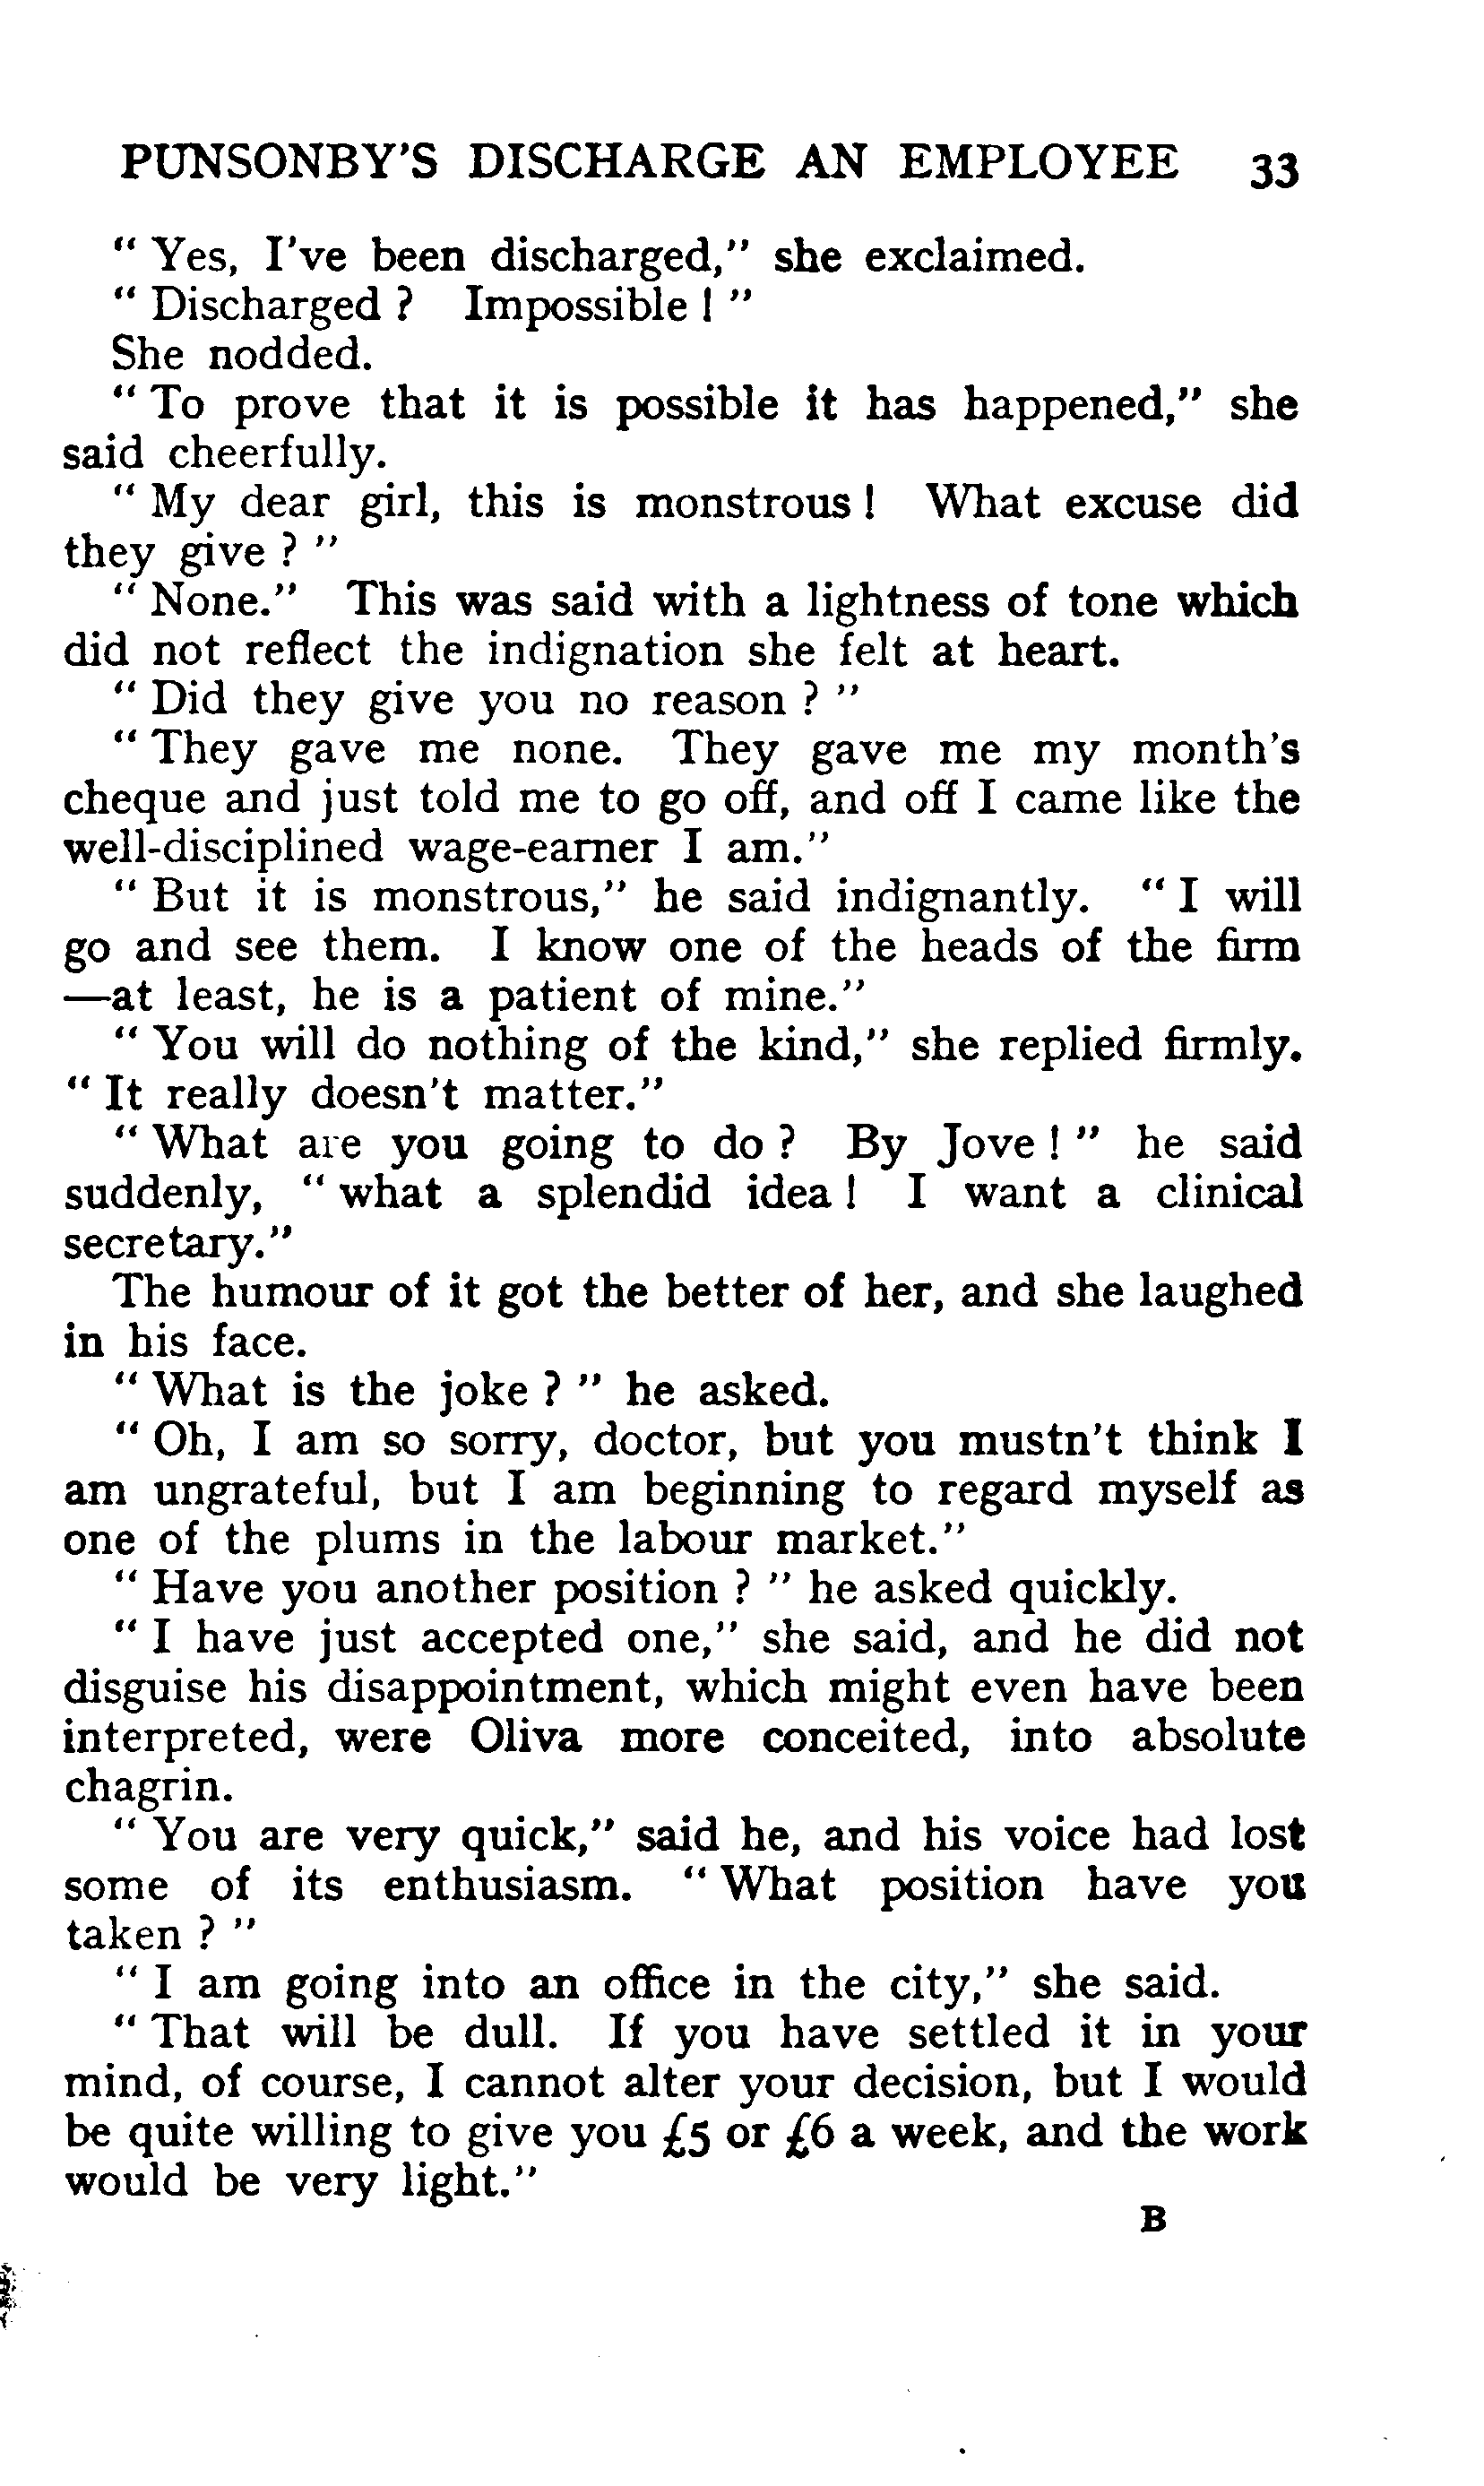 PUNSONBY'S DISCHARGE AN EMPLOYEE 33
" Yes, I've been discharged," she exclaimed.
" Discharged ? Impossible ! "
She nodded.
" To prove that it is possible it has happened," she
said cheerfully.
" My dear girl, this is monstrous ! What excuse did
they give ? "
" None." This was said with a lightness of tone which
did not reflect the indignation she felt at heart.
" Did they give you no reason ? "
" They gave me none. They gave me my month's
cheque and just told me to go off, and off I came like the
well-disciplined wage-earner I am."
" But it is monstrous," he said indignantly. " I will
go and see them. I know one of the heads of the firm
—at least, he is a patient of mine."
" You will do nothing of the kind," she replied firmly.
" It really doesn't matter."
" What are you going to do ? By Jove ! " he said
suddenly, " what a splendid idea ! I want a clinical
secretary."
The humour of it got the better of her, and she laughed
in his face.
" What is the joke ? " he asked.
" Oh, I am so sorry, doctor, but you mustn't think I
am ungrateful, but I am beginning to regard myself as
one of the plums in the labour market."
" Have you another position ? " he asked quickly.
" I have just accepted one," she said, and he did not
disguise his disappointment, which might even have been
interpreted, were Oliva more conceited, into absolute
chagrin.
" You are very quick," said he, and his voice had lost
some of its enthusiasm. " What position have you
taken ? "
" I am going into an office in the city," she said.
" That will be dull. If you have settled it in your
mind, of course, I cannot alter your decision, but I would
be quite willing to give you £5 or £6 a week, and the work
would be very light."
B